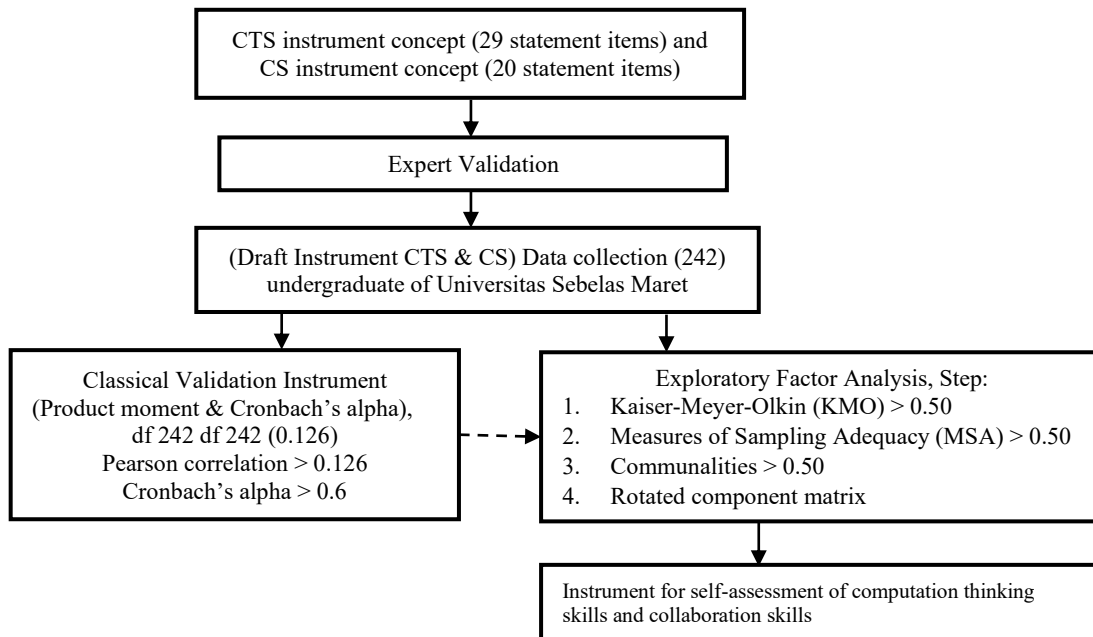 CTS instrument concept (29 statement items) and
CS instrument concept (20 statement items)
Expert Validation
(Draft Instrument CTS & CS) Data collection (242)
undergraduate of Universitas Sebelas Maret
Classical Validation Instrument
(Product moment & Cronbach’s alpha),
df 242 df 242 (0.126)
Pearson correlation > 0.126
Cronbach’s alpha > 0.6
Exploratory Factor Analysis, Step:
1. Kaiser-Meyer-Olkin (KMO) > 0.50
2. Measures of Sampling Adequacy (MSA) > 0.50
3. Communalities > 0.50
4. Rotated component matrix
Instrument for self-assessment of computation thinking
skills and collaboration skills